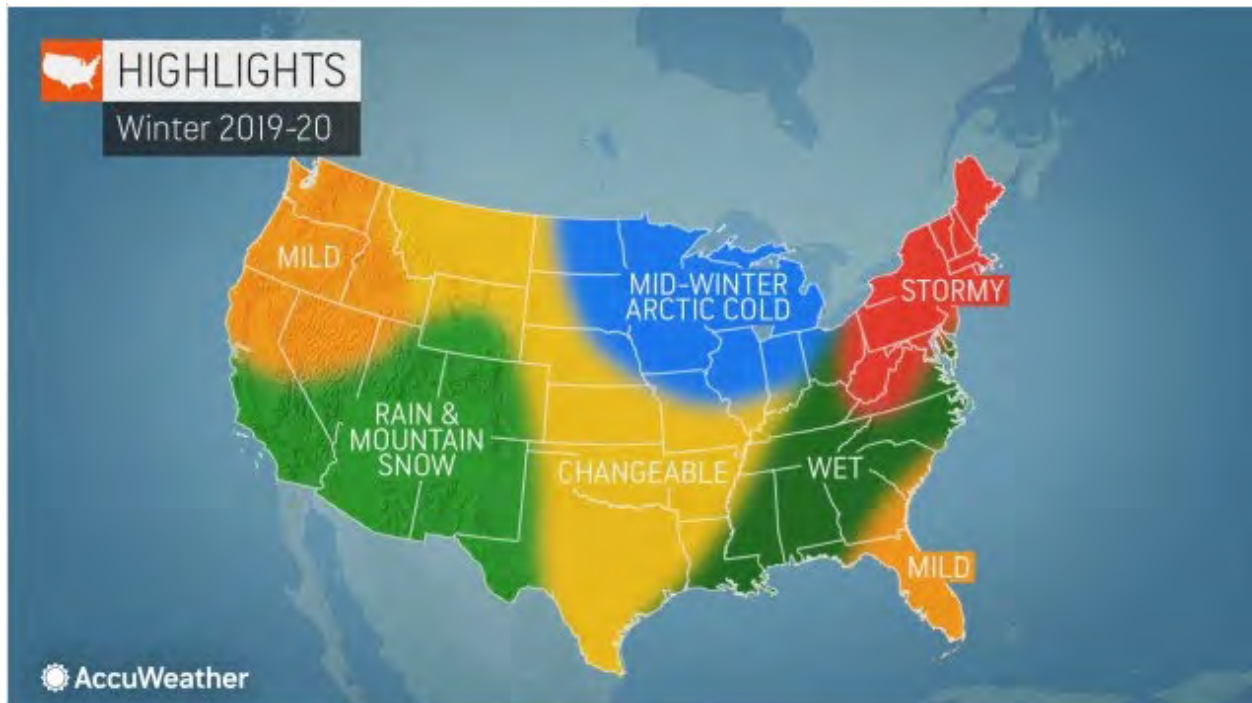 HIGHLIGHTS
Winter 2019-20
MILD
MID-WINTER
ARCTIC COLD
STORMY
RAIN &
MOUNTAIN
SNOW
CHANGEABLE
WET
MILD
AccuWeather